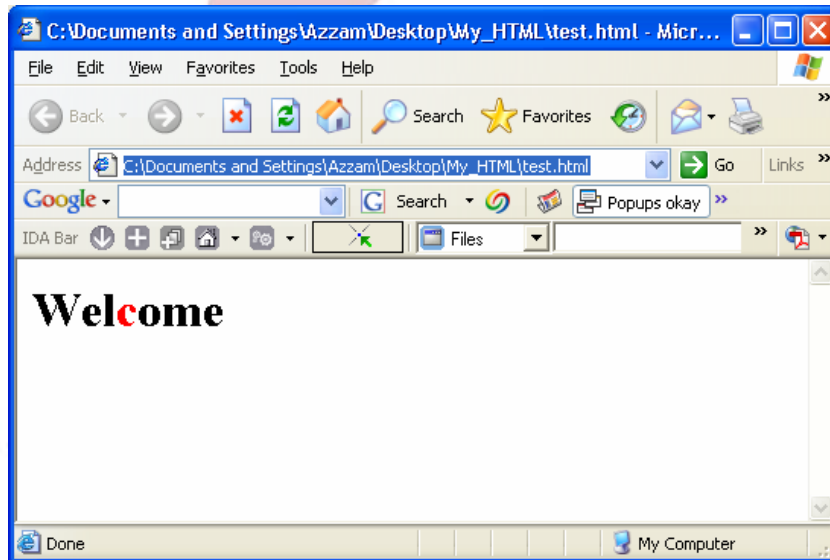 C:\Documents and Settings\Azzam\Desktop\My_HTML\test.html - Micr...
File Edit View Favorites Tools Help
Back Search Favorites »
Address C:\Documents and Settings\Azzam\Desktop\My_HTML\test.html Go Links »
Google G Search Popups okay »
IDA Bar Files »
Welcome
Done My Computer